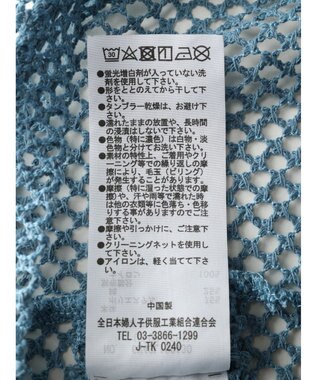 ●蛍光増白剤が入っていない洗
剤を使用して下さい。
●形をととのえてから干して下
さい。
●タンブラー乾燥は、お避け下
さい。
●濡れたままの放置や、長時間
の浸漬はしないで下さい。
●色物(特に濃色)は白物・淡
色物と分けてお洗い下さい。
●素材の特性上、ご着用やクリ
ーニング等での繰り返しの摩
擦により、毛玉(ピリング)
が発生することがあります。
●摩擦(特に湿った状態での摩
擦)や、汗や雨等で濡れた時
は他の衣類等に色落ち・色移
りする事がありますのでご注
意下さい。
●摩擦や引っかけに、ご注意下
さい。
●クリーニングネットを使用し
て下さい。
●アイロンは、軽く当てて下さ
い。
中国製
全日本婦人子供服工業組合連合会
TEL 03-3866-1299
J-TK 0240